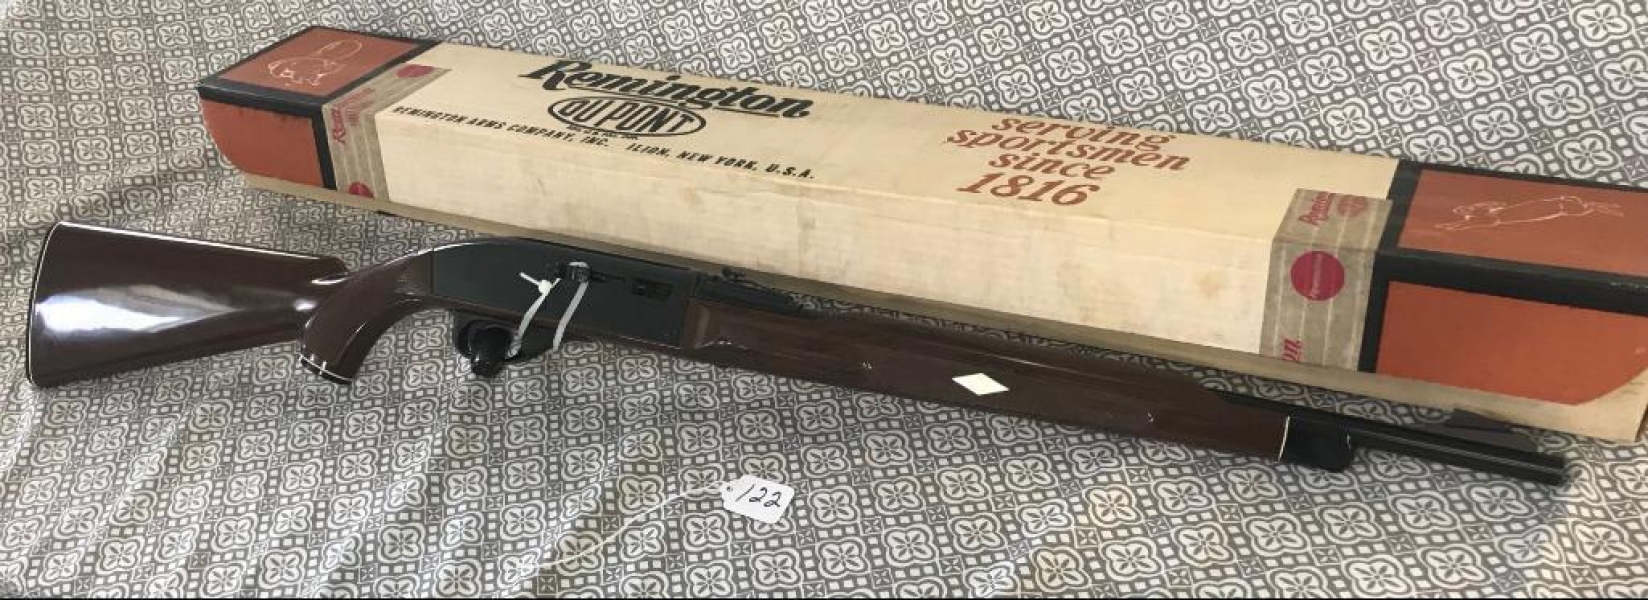 Remington
DU PONT
REMINGTON ARMS COMPANY, INC. ILION, NEW YORK, U.S.A.
serving
sportsmen
since
1816
122